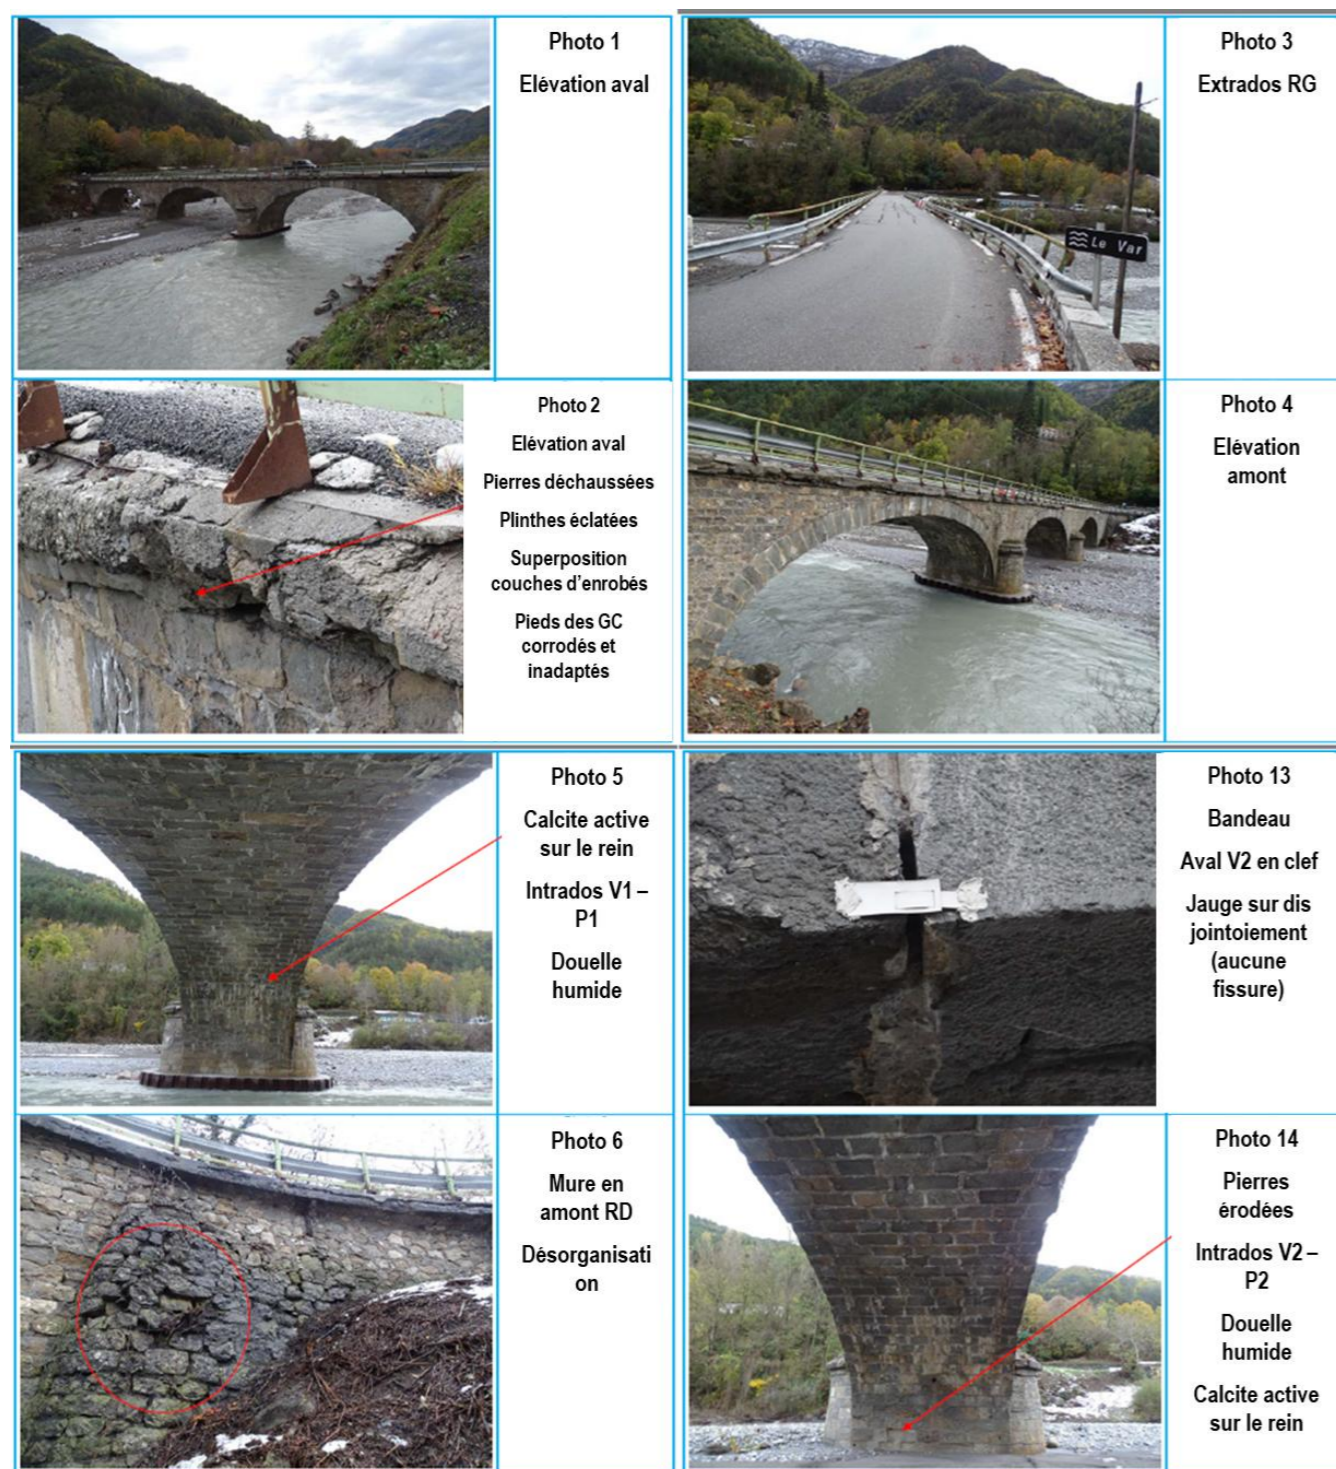 Photo 1
Elévation aval
Photo 3
Extrados RG
Le Var
Photo 2
Elévation aval
Pierres déchaussées
Plinthes éclatées
Superposition
couches d'enrobés
Pieds des GC
corrodés et
inadaptés
Photo 4
Elévation
amont
Photo 5
Calcite active
sur le rein
Intrados V1 –
P1
Douelle
humide
Photo 13
Bandeau
Aval V2 en clef
Jauge sur dis
jointoiement
(aucune
fissure)
Photo 6
Mure en
amont RD
Désorganisati
on
Photo 14
Pierres
érodées
Intrados V2 –
P2
Douelle
humide
Calcite active
sur le rein